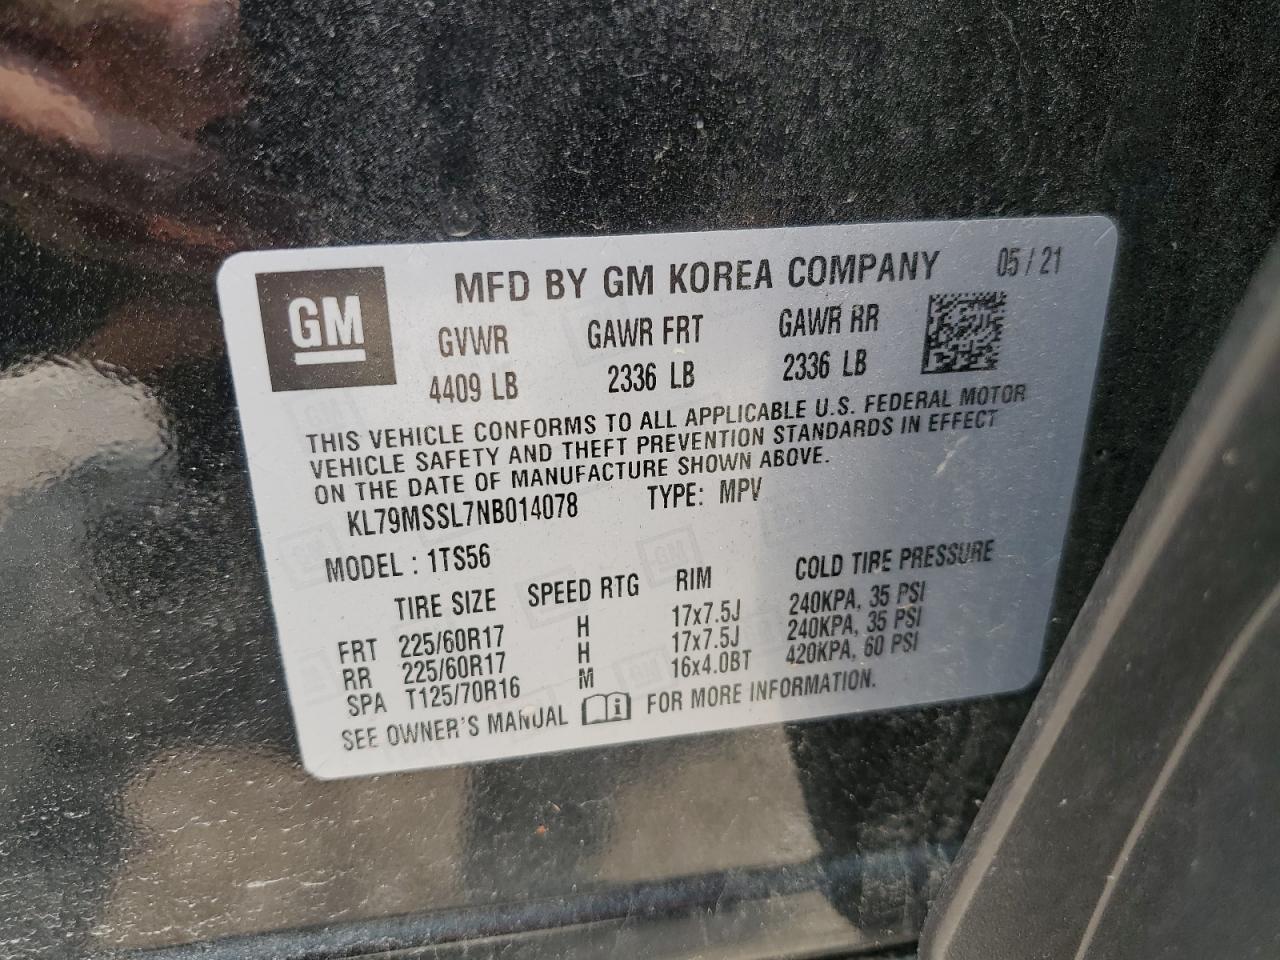 GM
MFD BY GM KOREA COMPANY 05 / 21
GVWR GAWR FRT GAWR RR
4409 LB 2336 LB 2336 LB
THIS VEHICLE CONFORMS TO ALL APPLICABLE U.S. FEDERAL MOTOR
VEHICLE SAFETY AND THEFT PREVENTION STANDARDS IN EFFECT
ON THE DATE OF MANUFACTURE SHOWN ABOVE.
KL79MSSL7NB014078 TYPE: MPV
MODEL : 1TS56
TIRE SIZE SPEED RTG RIM COLD TIRE PRESSURE
FRT 225/60R17 H 17x7.5J 240KPA, 35 PSI
RR 225/60R17 H 17x7.5J 240KPA, 35 PSI
SPA T125/70R16 M 16x4.0BT 420KPA, 60 PSI
SEE OWNER'S MANUAL FOR MORE INFORMATION.